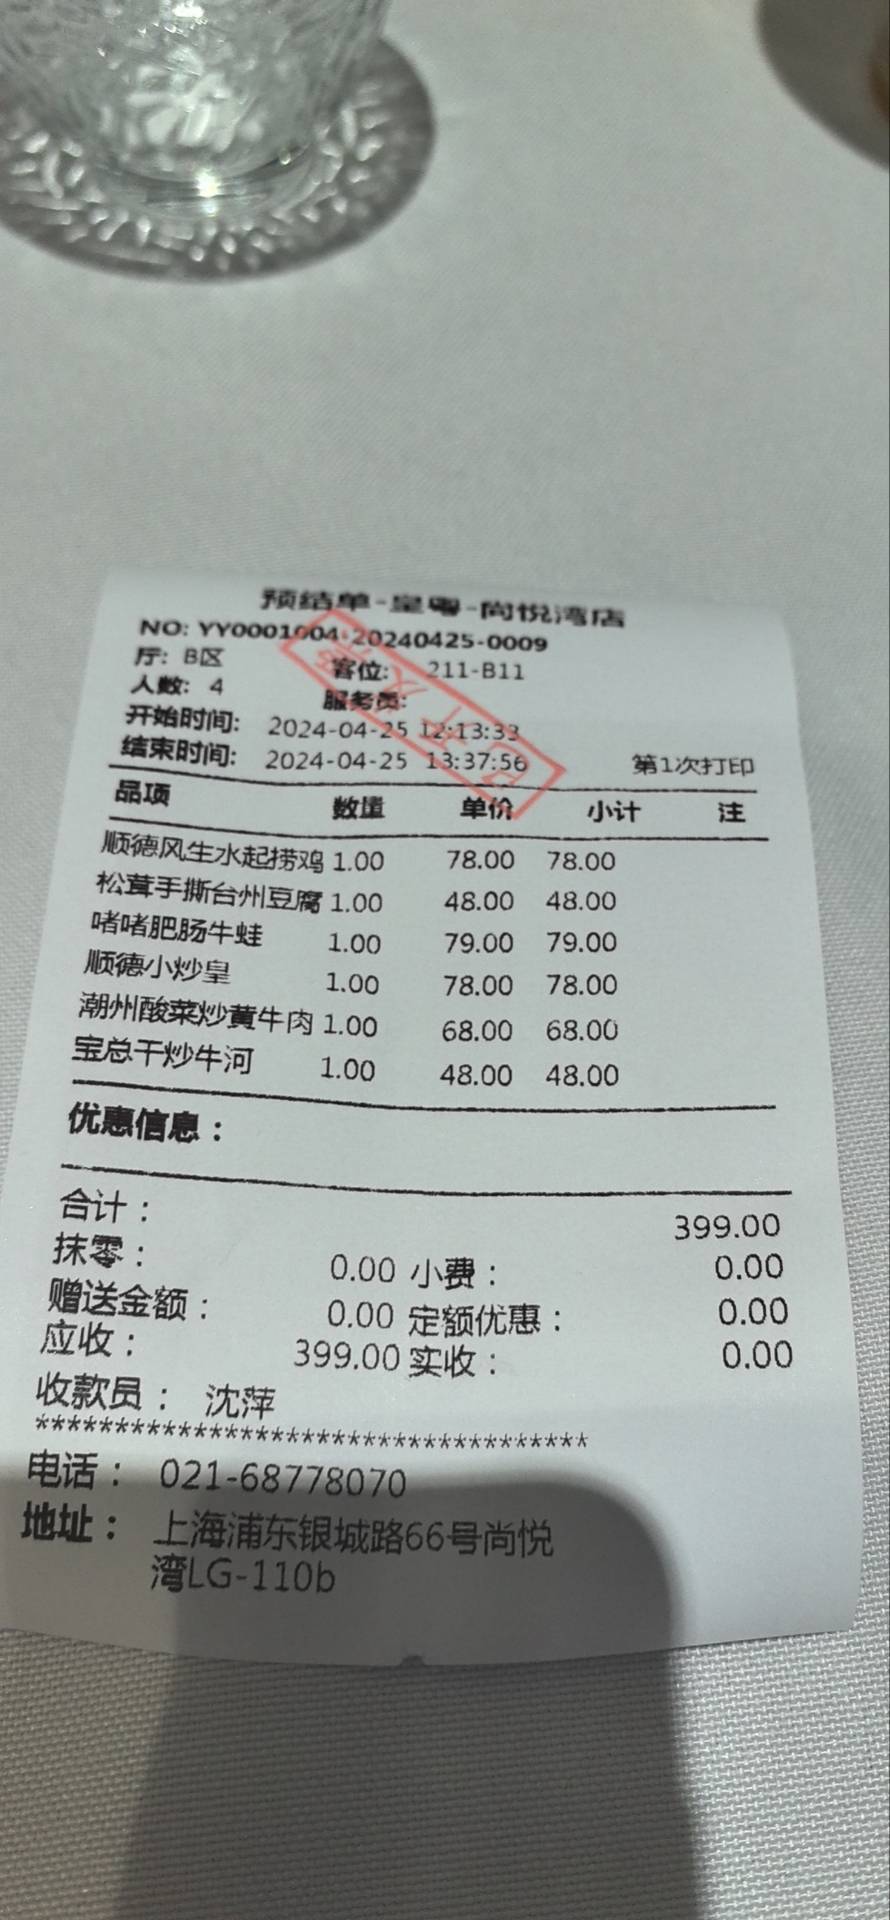 预结单-皇粤-尚悦湾店
NO: YY0001004-20240425-0009
厅: B区 客位: 211-B11
人数: 4 服务员:
开始时间: 2024-04-25 12:13:33
结束时间: 2024-04-25 13:37:56 第1次打印
已开发票
品项 数量 单价 小计 注
顺德风生水起捞鸡 1.00 78.00 78.00
松茸手撕台州豆腐 1.00 48.00 48.00
啫啫肥肠牛蛙 1.00 79.00 79.00
顺德小炒皇 1.00 78.00 78.00
潮州酸菜炒黄牛肉 1.00 68.00 68.00
宝总干炒牛河 1.00 48.00 48.00
优惠信息：
合计： 399.00
抹零： 0.00 小费： 0.00
赠送金额： 0.00 定额优惠： 0.00
应收： 399.00 实收： 0.00
收款员： 沈萍
***********************************
电话： 021-68778070
地址： 上海浦东银城路66号尚悦
湾LG-110b